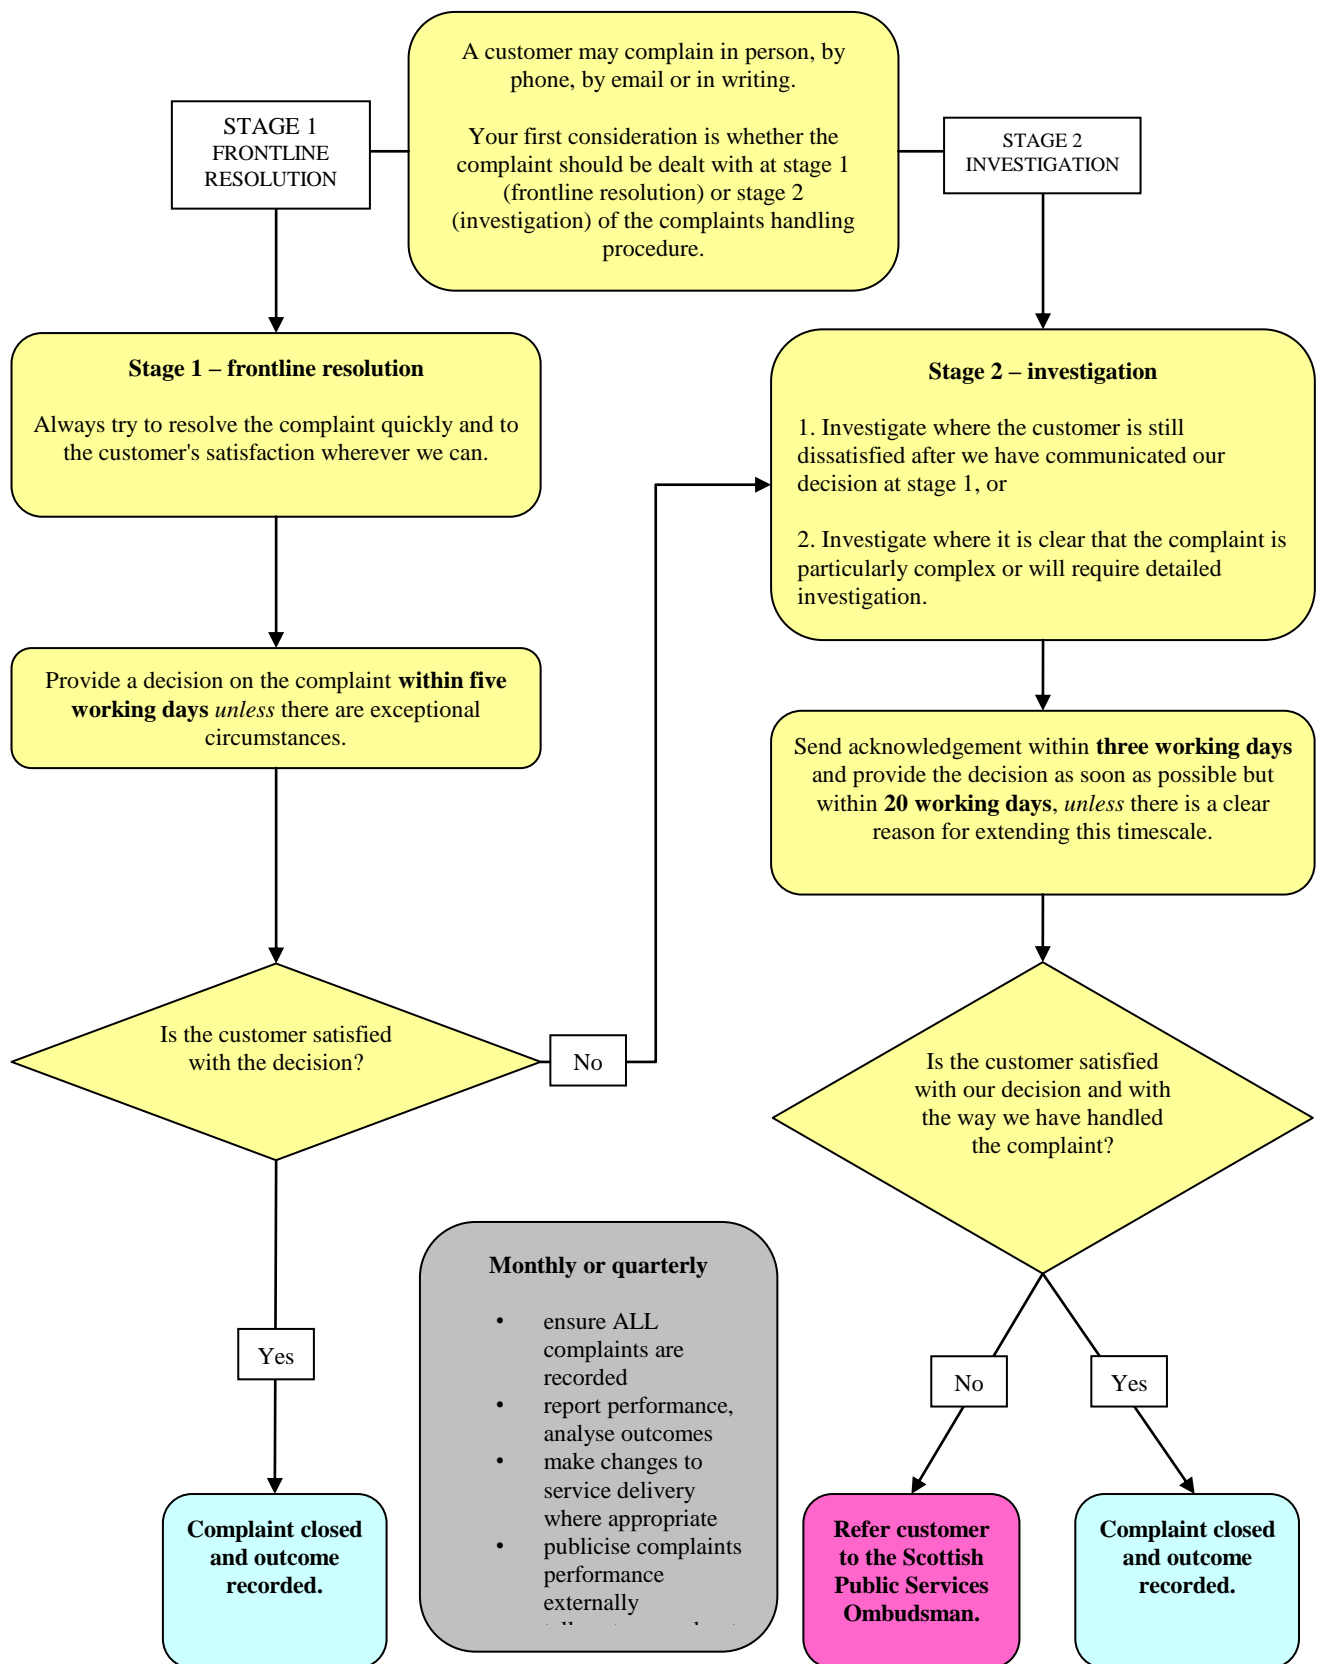 A customer may complain in person, by
phone, by email or in writing.
Your first consideration is whether the
complaint should be dealt with at stage 1
(frontline resolution) or stage 2
(investigation) of the complaints handling
procedure.
STAGE 1
FRONTLINE
RESOLUTION
STAGE 2
INVESTIGATION
Stage 1 – frontline resolution
Always try to resolve the complaint quickly and to
the customer's satisfaction wherever we can.
Provide a decision on the complaint within five
working days unless there are exceptional
circumstances.
Is the customer satisfied
with the decision?
No
Yes
Complaint closed
and outcome
recorded.
Stage 2 – investigation
1. Investigate where the customer is still
dissatisfied after we have communicated our
decision at stage 1, or
2. Investigate where it is clear that the complaint is
particularly complex or will require detailed
investigation.
Send acknowledgement within three working days
and provide the decision as soon as possible but
within 20 working days, unless there is a clear
reason for extending this timescale.
Is the customer satisfied
with our decision and with
the way we have handled
the complaint?
No
Yes
Refer customer
to the Scottish
Public Services
Ombudsman.
Complaint closed
and outcome
recorded.
Monthly or quarterly
• ensure ALL
complaints are
recorded
• report performance,
analyse outcomes
• make changes to
service delivery
where appropriate
• publicise complaints
performance
externally